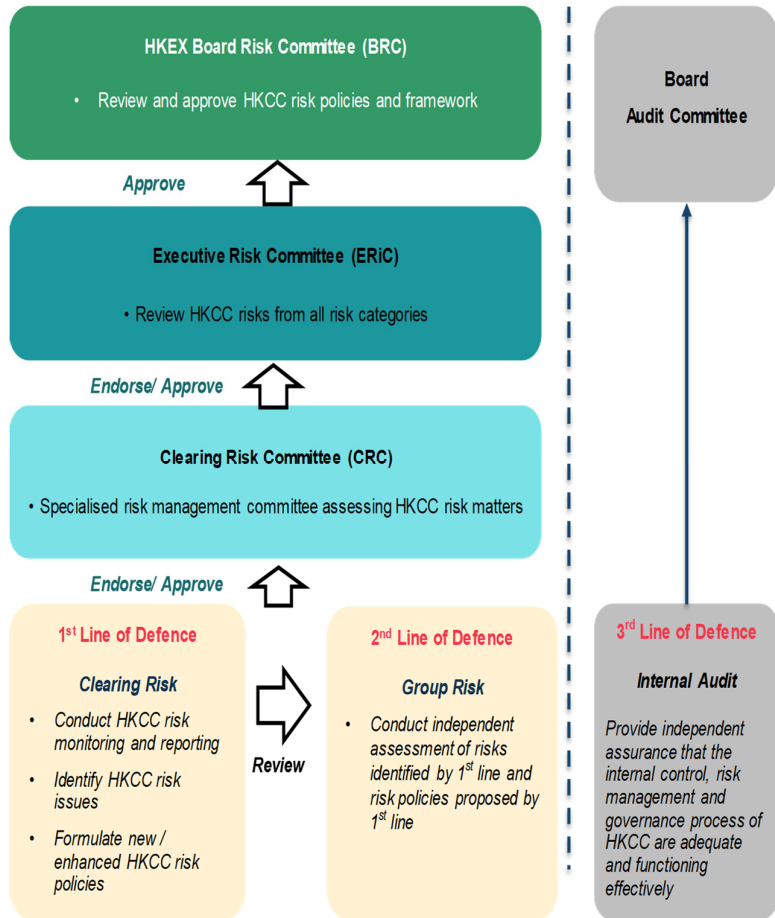 HKEX Board Risk Committee (BRC)
• Review and approve HKCC risk policies and framework
Approve
Executive Risk Committee (ERiC)
• Review HKCC risks from all risk categories
Endorse/ Approve
Clearing Risk Committee (CRC)
• Specialised risk management committee assessing HKCC risk matters
Endorse/ Approve
1st Line of Defence
Clearing Risk
• Conduct HKCC risk
monitoring and reporting
• Identify HKCC risk
issues
• Formulate new /
enhanced HKCC risk
policies
Review
2nd Line of Defence
Group Risk
• Conduct independent
assessment of risks
identified by 1st line and
risk policies proposed by
1st line
Board
Audit Committee
3rd Line of Defence
Internal Audit
Provide independent
assurance that the
internal control, risk
management and
governance process of
HKCC are adequate
and functioning
effectively